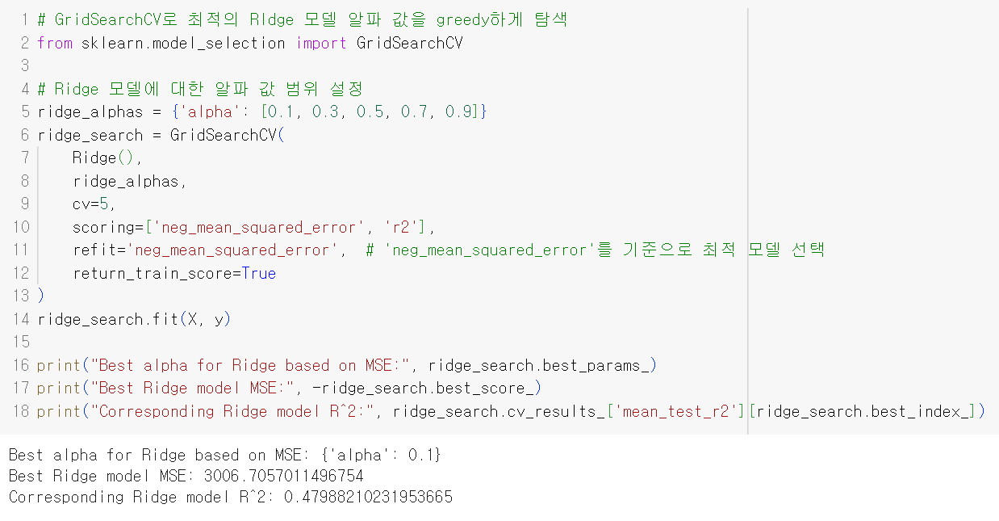 1 # GridSearchCV로 최적의 RIdge 모델 알파 값을 greedy하게 탐색
2 from sklearn.model_selection import GridSearchCV
3
4 # Ridge 모델에 대한 알파 값 범위 설정
5 ridge_alphas = {'alpha': [0.1, 0.3, 0.5, 0.7, 0.9]}
6 ridge_search = GridSearchCV(
7     Ridge(),
8     ridge_alphas,
9     cv=5,
10     scoring=['neg_mean_squared_error', 'r2'],
11     refit='neg_mean_squared_error',  # 'neg_mean_squared_error'를 기준으로 최적 모델 선택
12     return_train_score=True
13 )
14 ridge_search.fit(X, y)
15
16 print("Best alpha for Ridge based on MSE:", ridge_search.best_params_)
17 print("Best Ridge model MSE:", -ridge_search.best_score_)
18 print("Corresponding Ridge model R^2:", ridge_search.cv_results_['mean_test_r2'][ridge_search.best_index_])
Best alpha for Ridge based on MSE: {'alpha': 0.1}
Best Ridge model MSE: 3006.7057011496754
Corresponding Ridge model R^2: 0.47988210231953665